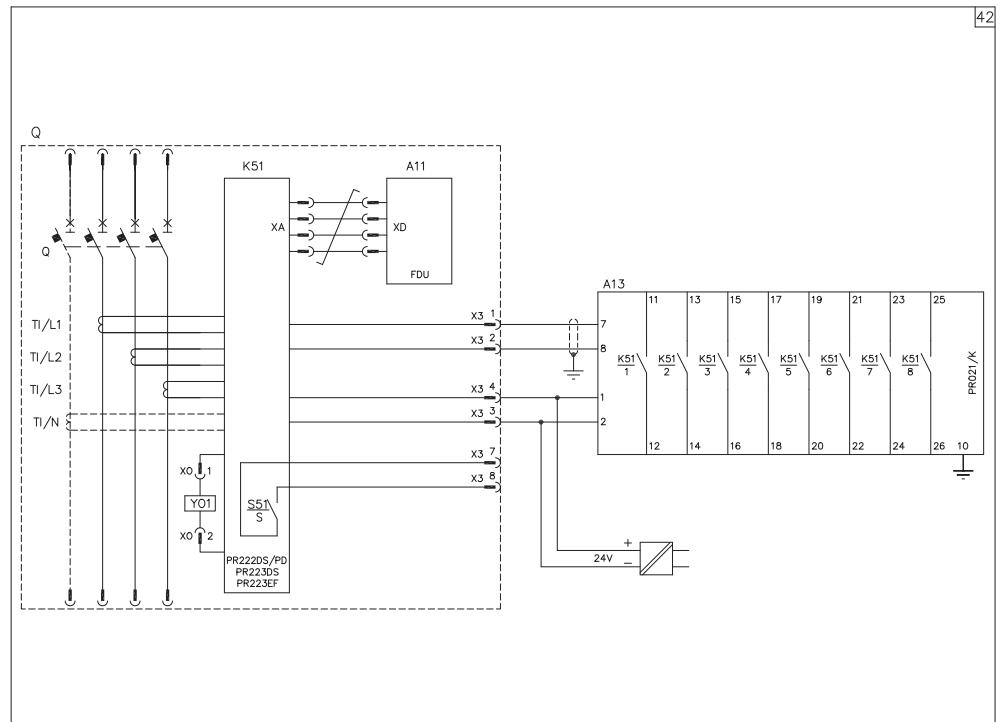 42
Q
K51
A11
XA
XD
FDU
Q
A13
11 13 15 17 19 21 23 25
TI/L1
X3 1
7
TI/L2
X3 2
8
K51 K51 K51 K51 K51 K51 K51 K51
1 2 3 4 5 6 7 8
PR021/K
TI/L3
X3 4
1
TI/N
X3 3
2
12 14 16 18 20 22 24 26 10
X3 7
XO 1
X3 8
YO1
S51
S
XO 2
PR222DS/PD
PR223DS
PR223EF
+
24V
−